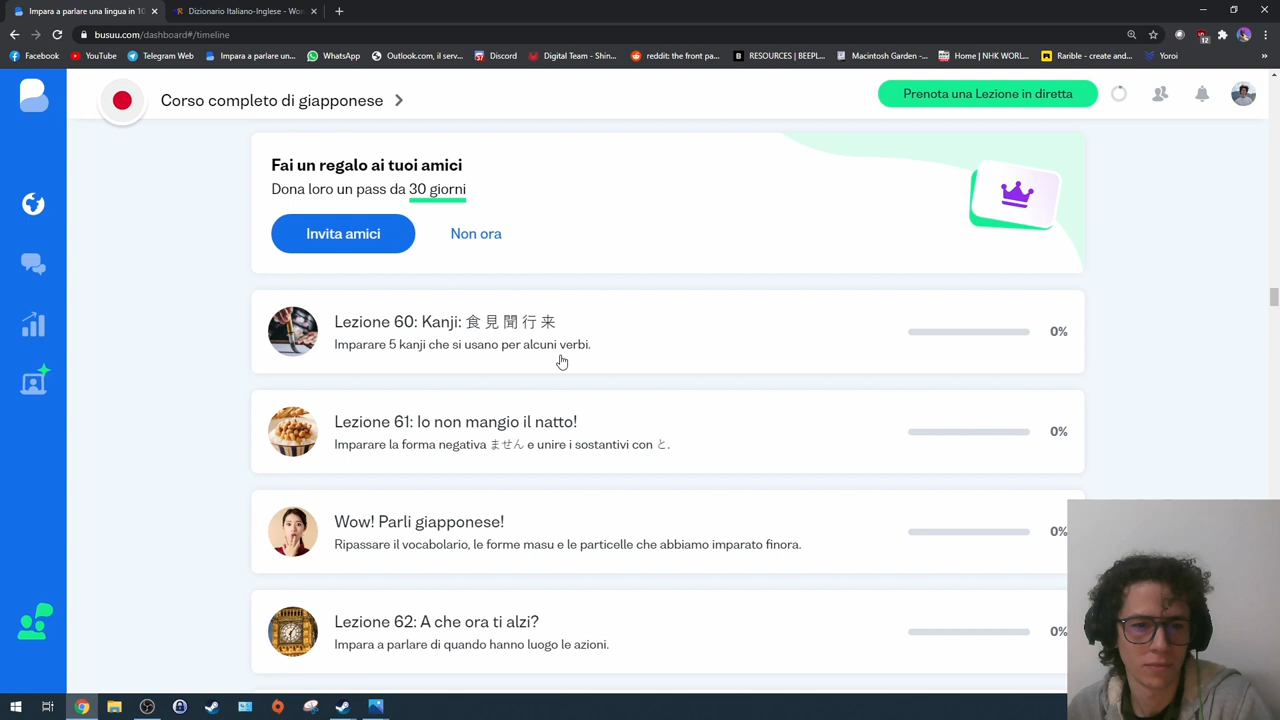 Impara a parlare una lingua in 10
Dizionario Italiano-Inglese - Wo
busuu.com/dashboard#/timeline
12
Facebook
YouTube
Telegram Web
Impara a parlare un...
WhatsApp
Outlook.com, il serv...
Discord
Digital Team - Shin...
reddit: the front pa...
RESOURCES | BEEPL...
Macintosh Garden -...
Home | NHK WORL...
Rarible - create and...
Yoroi
Corso completo di giapponese
Prenota una Lezione in diretta
Fai un regalo ai tuoi amici
Dona loro un pass da 30 giorni
Invita amici
Non ora
Lezione 60: Kanji: 食 見 聞 行 来
Imparare 5 kanji che si usano per alcuni verbi.
0%
Lezione 61: Io non mangio il natto!
Imparare la forma negativa ません e unire i sostantivi con と.
0%
Wow! Parli giapponese!
Ripassare il vocabolario, le forme masu e le particelle che abbiamo imparato finora.
0%
Lezione 62: A che ora ti alzi?
Impara a parlare di quando hanno luogo le azioni.
0%